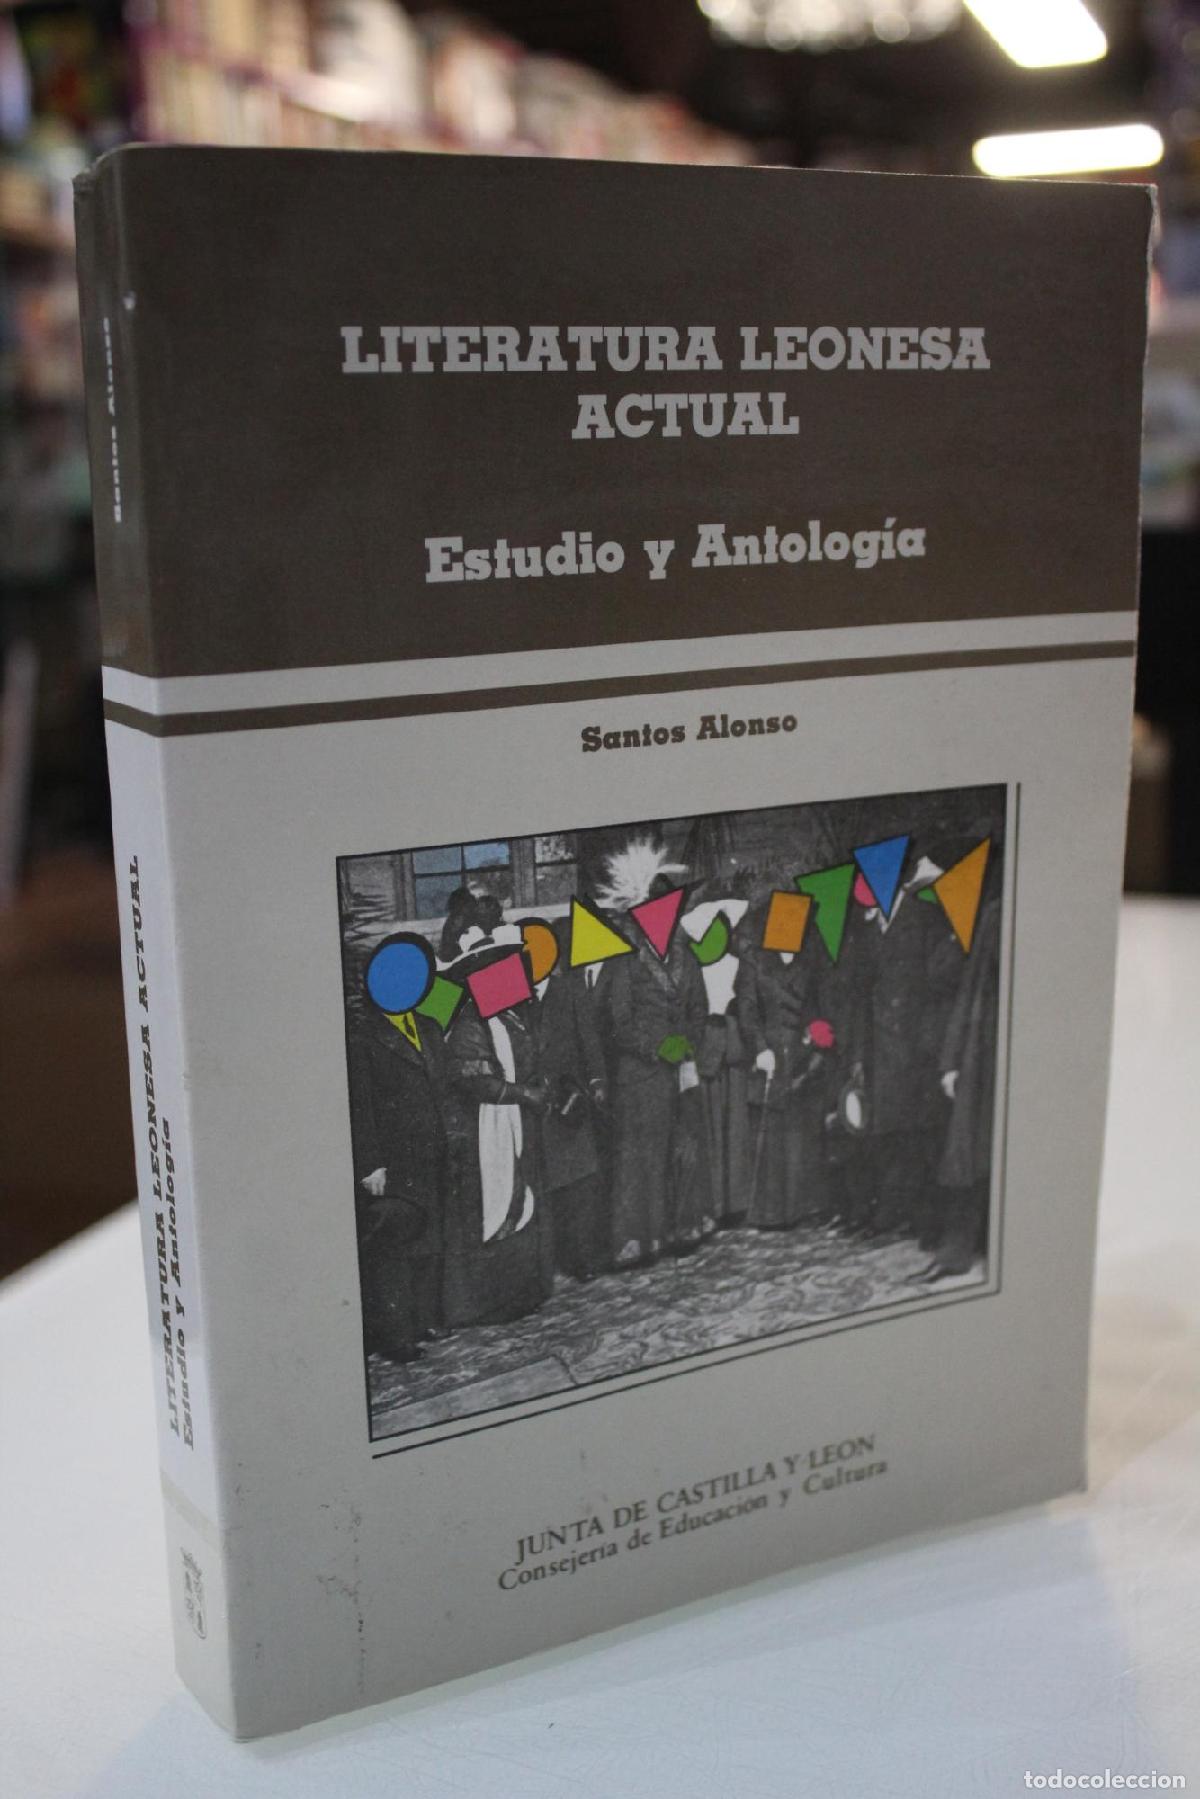 LITERATURA LEONESA
ACTUAL
Estudio y Antología
Santos Alonso
JUNTA DE CASTILLA Y LEON
Consejería de Educación y Cultura
Santos Alonso
LITERATURA LEONESA ACTUAL
Estudio y Antología
todocoleccion